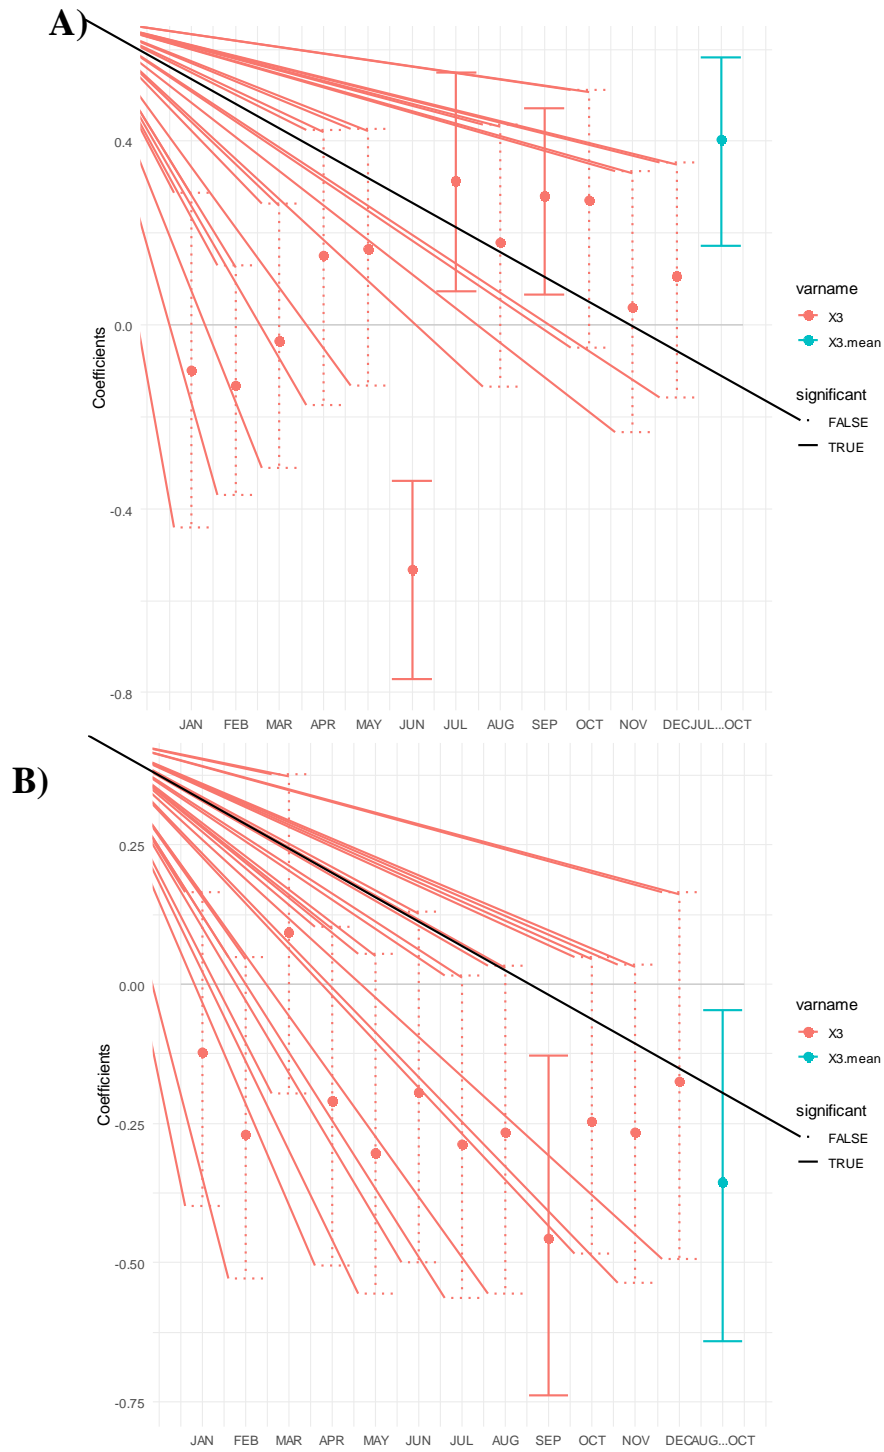 A)
0.4
0.0
-0.4
-0.8
Coefficients
JAN FEB MAR APR MAY JUN JUL AUG SEP OCT NOV DEC JUL...OCT
varname
X3
X3.mean
significant
FALSE
TRUE
B)
0.25
0.00
-0.25
-0.50
-0.75
Coefficients
JAN FEB MAR APR MAY JUN JUL AUG SEP OCT NOV DEC AUG...OCT
varname
X3
X3.mean
significant
FALSE
TRUE